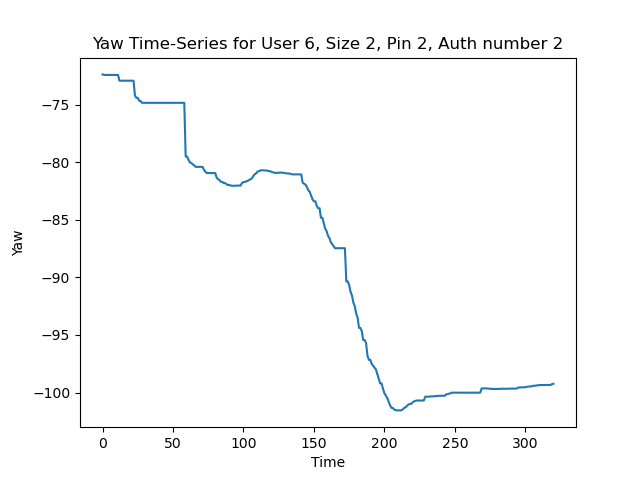 Yaw Time-Series for User 6, Size 2, Pin 2, Auth number 2
Yaw
−75
−80
−85
−90
−95
−100
0 50 100 150 200 250 300
Time